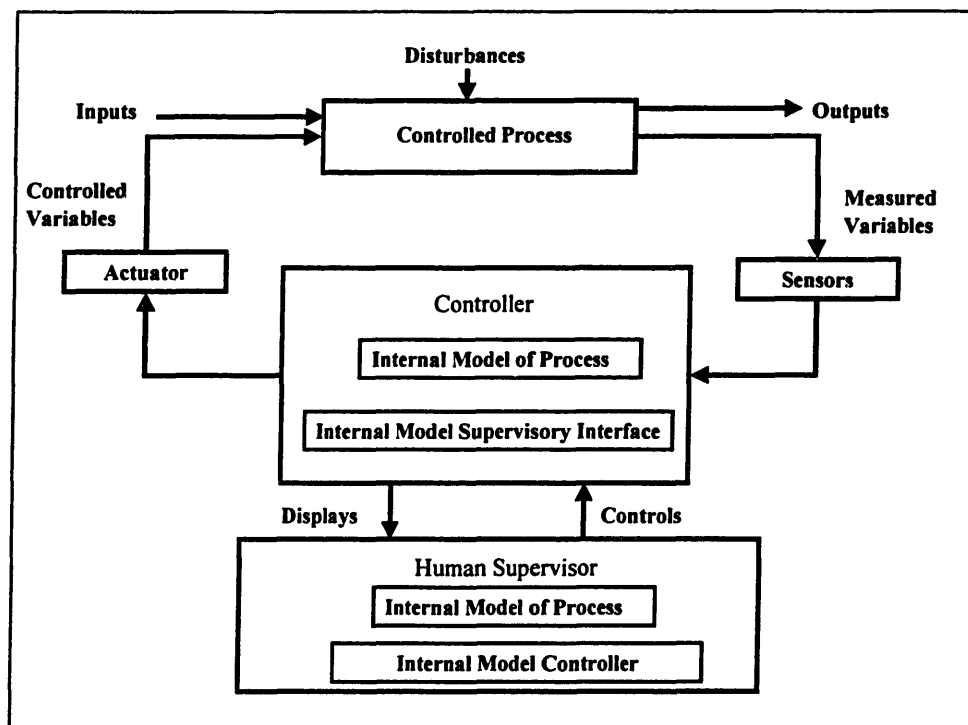 Disturbances
Inputs
Outputs
Controlled Process
Controlled
Variables
Measured
Variables
Actuator
Sensors
Controller
Internal Model of Process
Internal Model Supervisory Interface
Displays
Controls
Human Supervisor
Internal Model of Process
Internal Model Controller